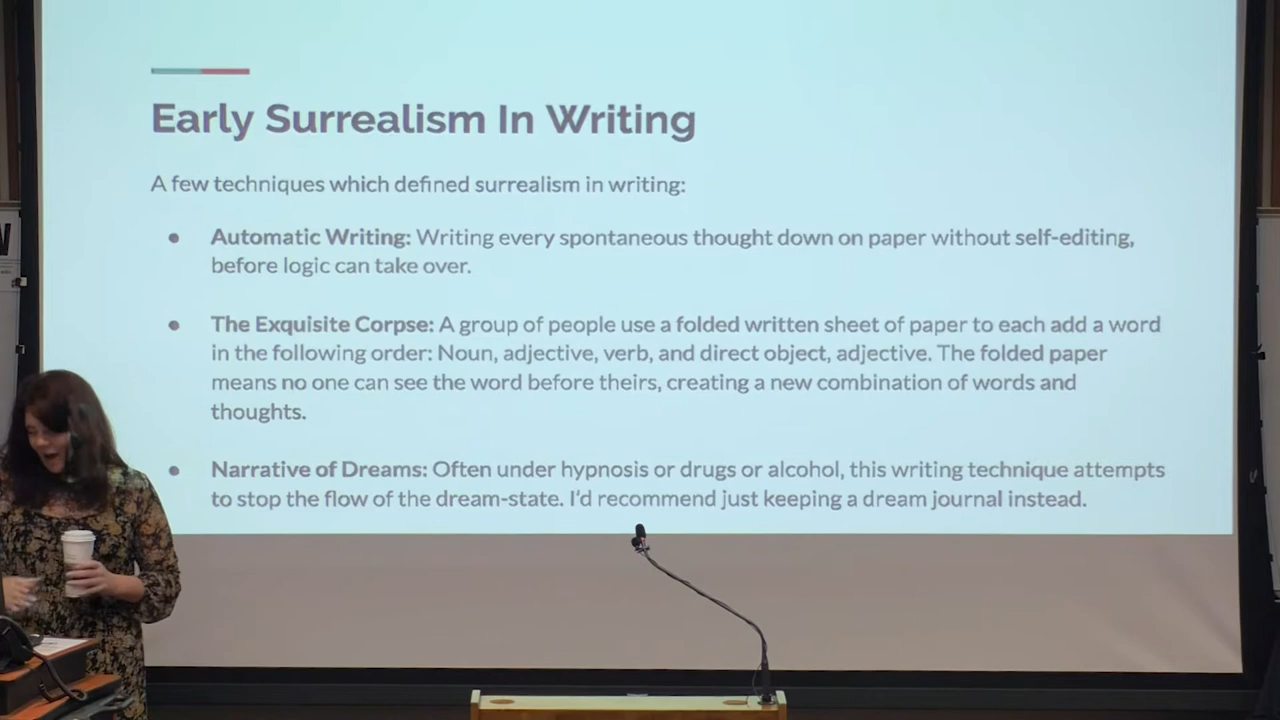 Early Surrealism In Writing
A few techniques which defined surrealism in writing:
● Automatic Writing: Writing every spontaneous thought down on paper without self-editing,
before logic can take over.
● The Exquisite Corpse: A group of people use a folded written sheet of paper to each add a word
in the following order: Noun, adjective, verb, and direct object, adjective. The folded paper
means no one can see the word before theirs, creating a new combination of words and
thoughts.
● Narrative of Dreams: Often under hypnosis or drugs or alcohol, this writing technique attempts
to stop the flow of the dream-state. I'd recommend just keeping a dream journal instead.